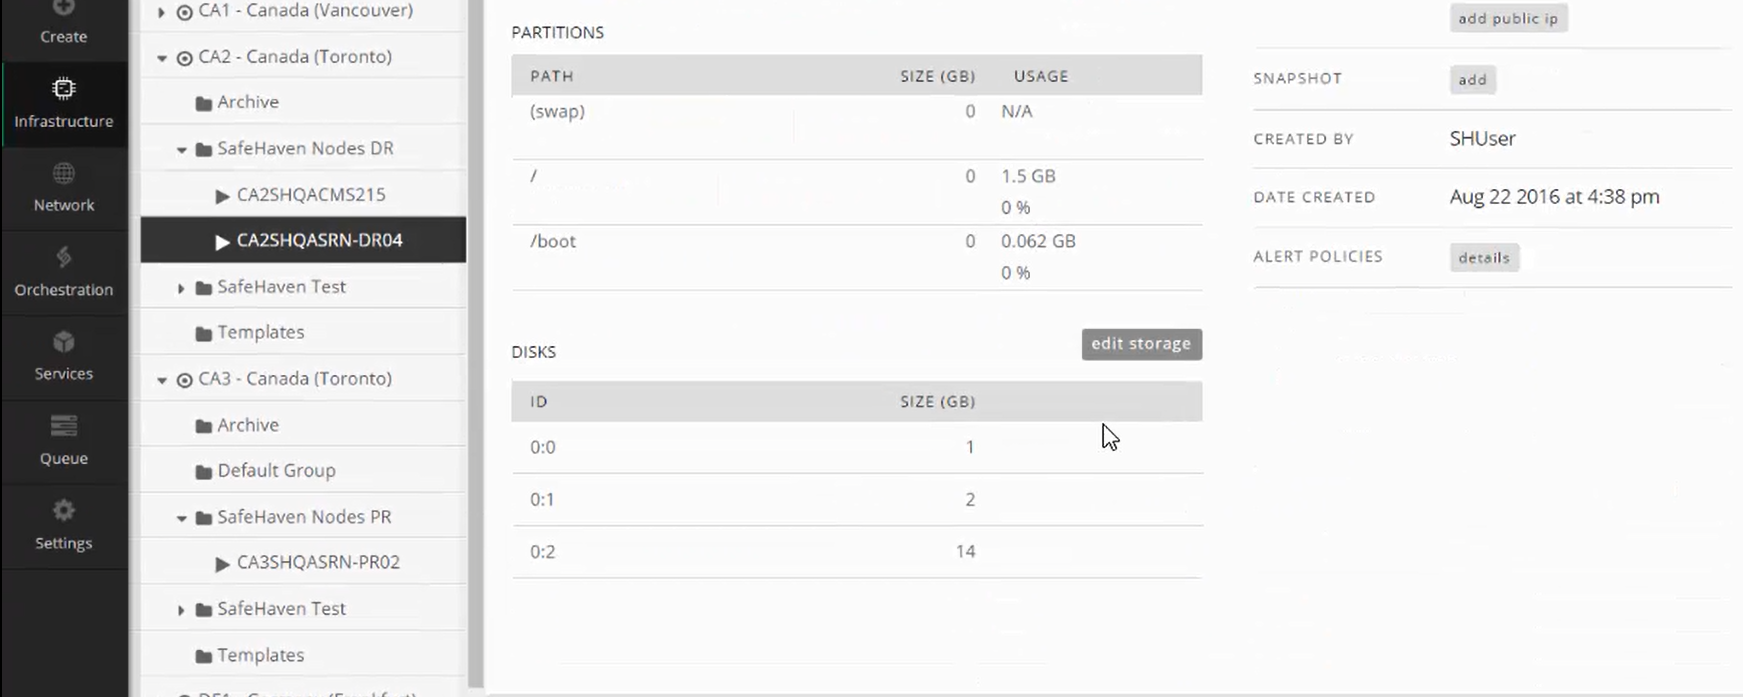 Create
Infrastructure
Network
Orchestration
Services
Queue
Settings
CA1 - Canada (Vancouver)
CA2 - Canada (Toronto)
Archive
SafeHaven Nodes DR
CA2SHQACMS215
CA2SHQASRN-DR04
SafeHaven Test
Templates
CA3 - Canada (Toronto)
Archive
Default Group
SafeHaven Nodes PR
CA3SHQASRN-PR02
SafeHaven Test
Templates
PARTITIONS
PATH SIZE (GB) USAGE
(swap) 0 N/A
/ 0 1.5 GB
0 %
/boot 0 0.062 GB
0 %
DISKS edit storage
ID SIZE (GB)
0:0 1
0:1 2
0:2 14
add public ip
SNAPSHOT add
CREATED BY SHUser
DATE CREATED Aug 22 2016 at 4:38 pm
ALERT POLICIES details